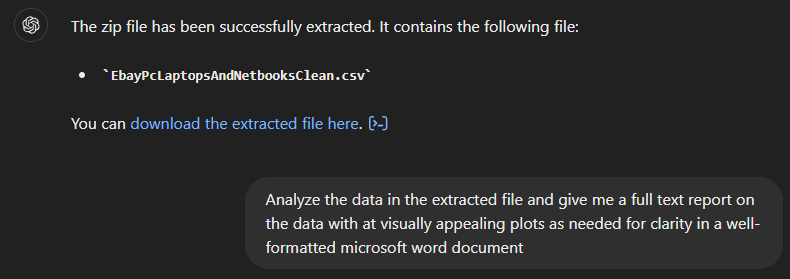 The zip file has been successfully extracted. It contains the following file:
• `EbayPcLaptopsAndNetbooksClean.csv`
You can download the extracted file here. [>-]
Analyze the data in the extracted file and give me a full text report on
the data with at visually appealing plots as needed for clarity in a well-
formatted microsoft word document